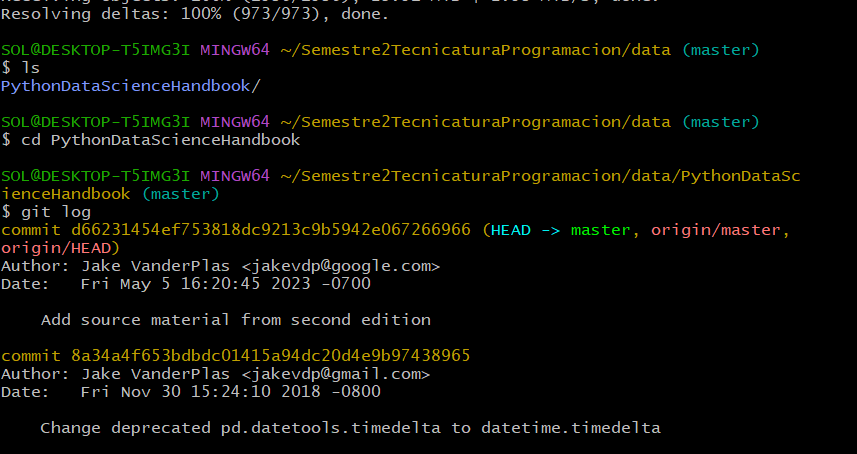 Resolving deltas: 100% (973/973), done.
SOL@DESKTOP-T5IMG3I MINGW64 ~/Semestre2TecnicaturaProgramacion/data (master)
$ ls
PythonDataScienceHandbook/
SOL@DESKTOP-T5IMG3I MINGW64 ~/Semestre2TecnicaturaProgramacion/data (master)
$ cd PythonDataScienceHandbook
SOL@DESKTOP-T5IMG3I MINGW64 ~/Semestre2TecnicaturaProgramacion/data/PythonDataSc
ienceHandbook (master)
$ git log
commit d66231454ef753818dc9213c9b5942e067266966 (HEAD -> master, origin/master,
origin/HEAD)
Author: Jake VanderPlas <jakevdp@google.com>
Date:   Fri May 5 16:20:45 2023 -0700
Add source material from second edition
commit 8a34a4f653bdbdc01415a94dc20d4e9b97438965
Author: Jake VanderPlas <jakevdp@gmail.com>
Date:   Fri Nov 30 15:24:10 2018 -0800
Change deprecated pd.datetools.timedelta to datetime.timedelta